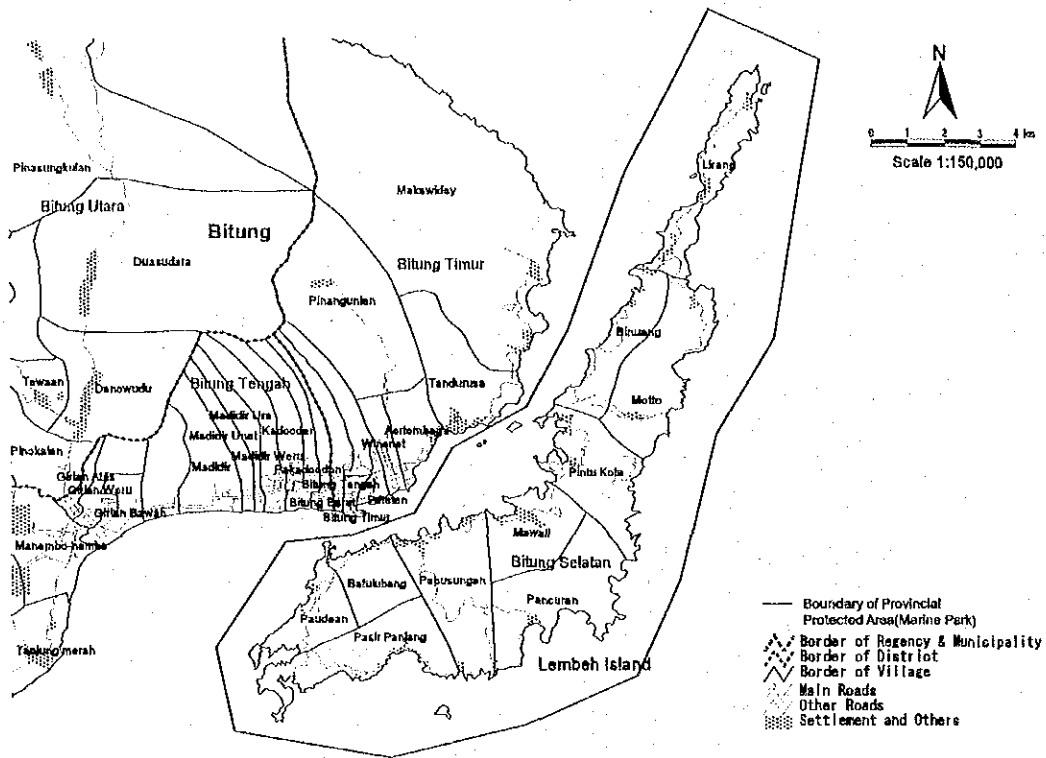 N
0 1 2 3 4 km
Scale 1:150,000
Lirang
Pinasungkulan
Makawiday
Bitung Utara
Bitung
Duasudara
Bitung Timur
Pinangunian
Binuang
Tewaan
Danowudu
Bitung Tengah
Tandurusa
Motto
Madidir Ure
Madidir Unet
Kadoodan
Aertembaga
Winenet
Pinokalan
Madidir Weru
Madidir
Pakadoodan
Pintu Kota
Girian Atas
Girian Weru
Bitung Tengah
Bitung Barat
Pateten
Girian Bawah
Bitung Timur
Manembo-nembo
Mawali
Bitung Selatan
Batulubang
Papusungan
Pancuran
Paudean
Pasir Panjang
Tanjung merah
Lembeh Island
Boundary of Provincial
Protected Area(Marine Park)
Border of Regency & Municipality
Border of District
Border of Village
Main Roads
Other Roads
Settlement and Others